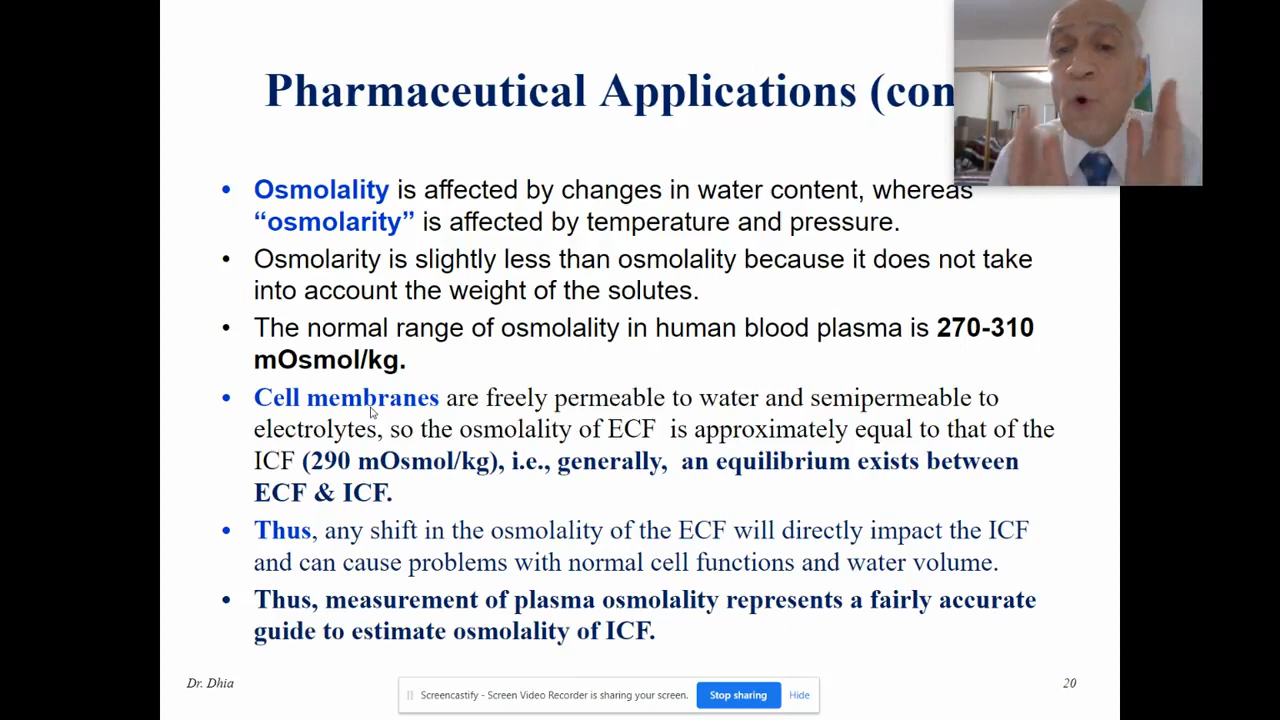 Pharmaceutical Applications (con
• Osmolality is affected by changes in water content, whereas
“osmolarity” is affected by temperature and pressure.
• Osmolarity is slightly less than osmolality because it does not take
into account the weight of the solutes.
• The normal range of osmolality in human blood plasma is 270-310
mOsmol/kg.
• Cell membranes are freely permeable to water and semipermeable to
electrolytes, so the osmolality of ECF is approximately equal to that of the
ICF (290 mOsmol/kg), i.e., generally, an equilibrium exists between
ECF & ICF.
• Thus, any shift in the osmolality of the ECF will directly impact the ICF
and can cause problems with normal cell functions and water volume.
• Thus, measurement of plasma osmolality represents a fairly accurate
guide to estimate osmolality of ICF.
Dr. Dhia
Screencastify - Screen Video Recorder is sharing your screen. Stop sharing Hide
20